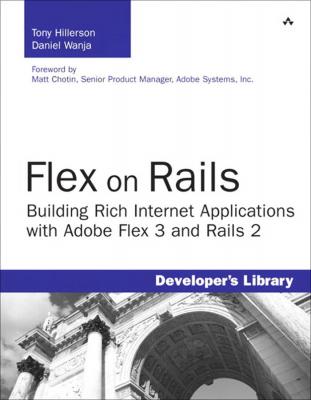 Tony Hillerson
Daniel Wanja
Foreword by
Matt Chotin, Senior Product Manager, Adobe Systems, Inc.
Flex on Rails
Building Rich Internet Applications
with Adobe Flex 3 and Rails 2
Developer's Library